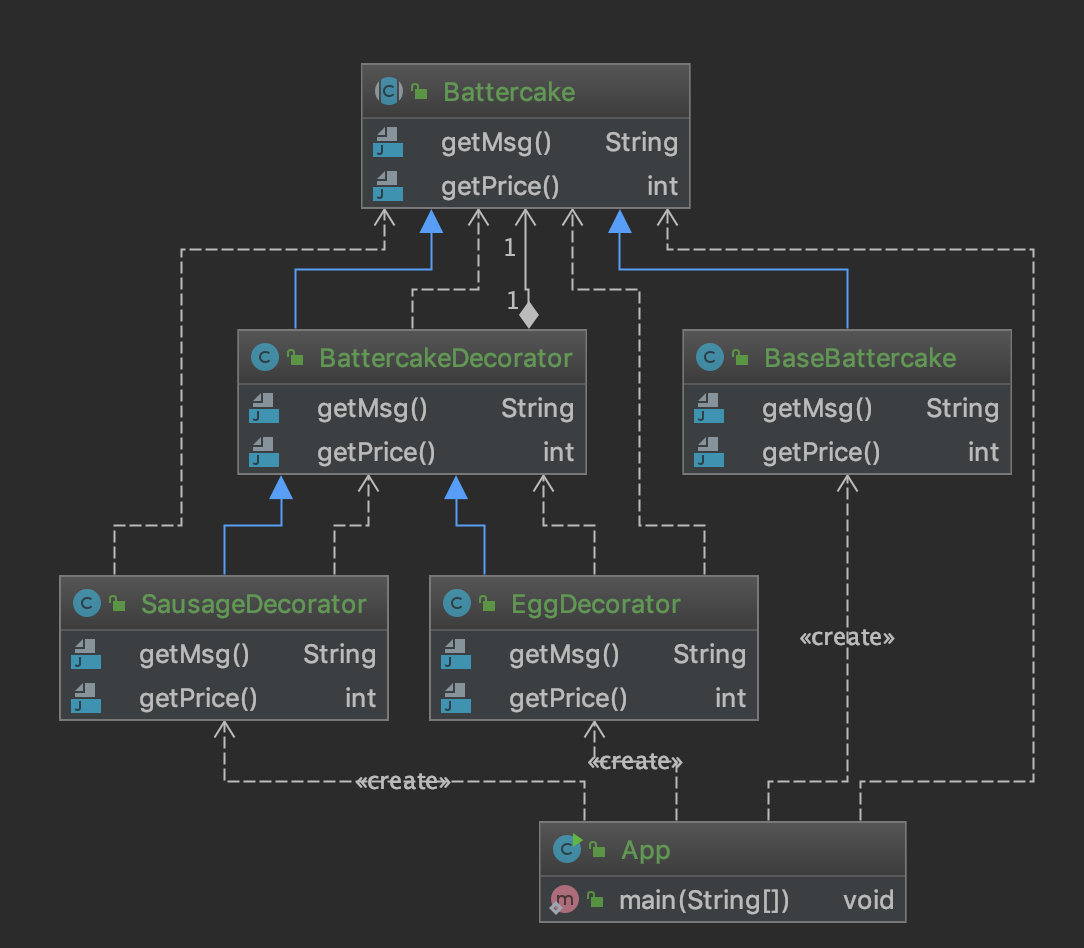 Battercake
getMsg() String
getPrice() int
1
1
BattercakeDecorator
getMsg() String
getPrice() int
BaseBattercake
getMsg() String
getPrice() int
SausageDecorator
getMsg() String
getPrice() int
EggDecorator
getMsg() String
getPrice() int
«create»
«create»
«create»
App
main(String[]) void